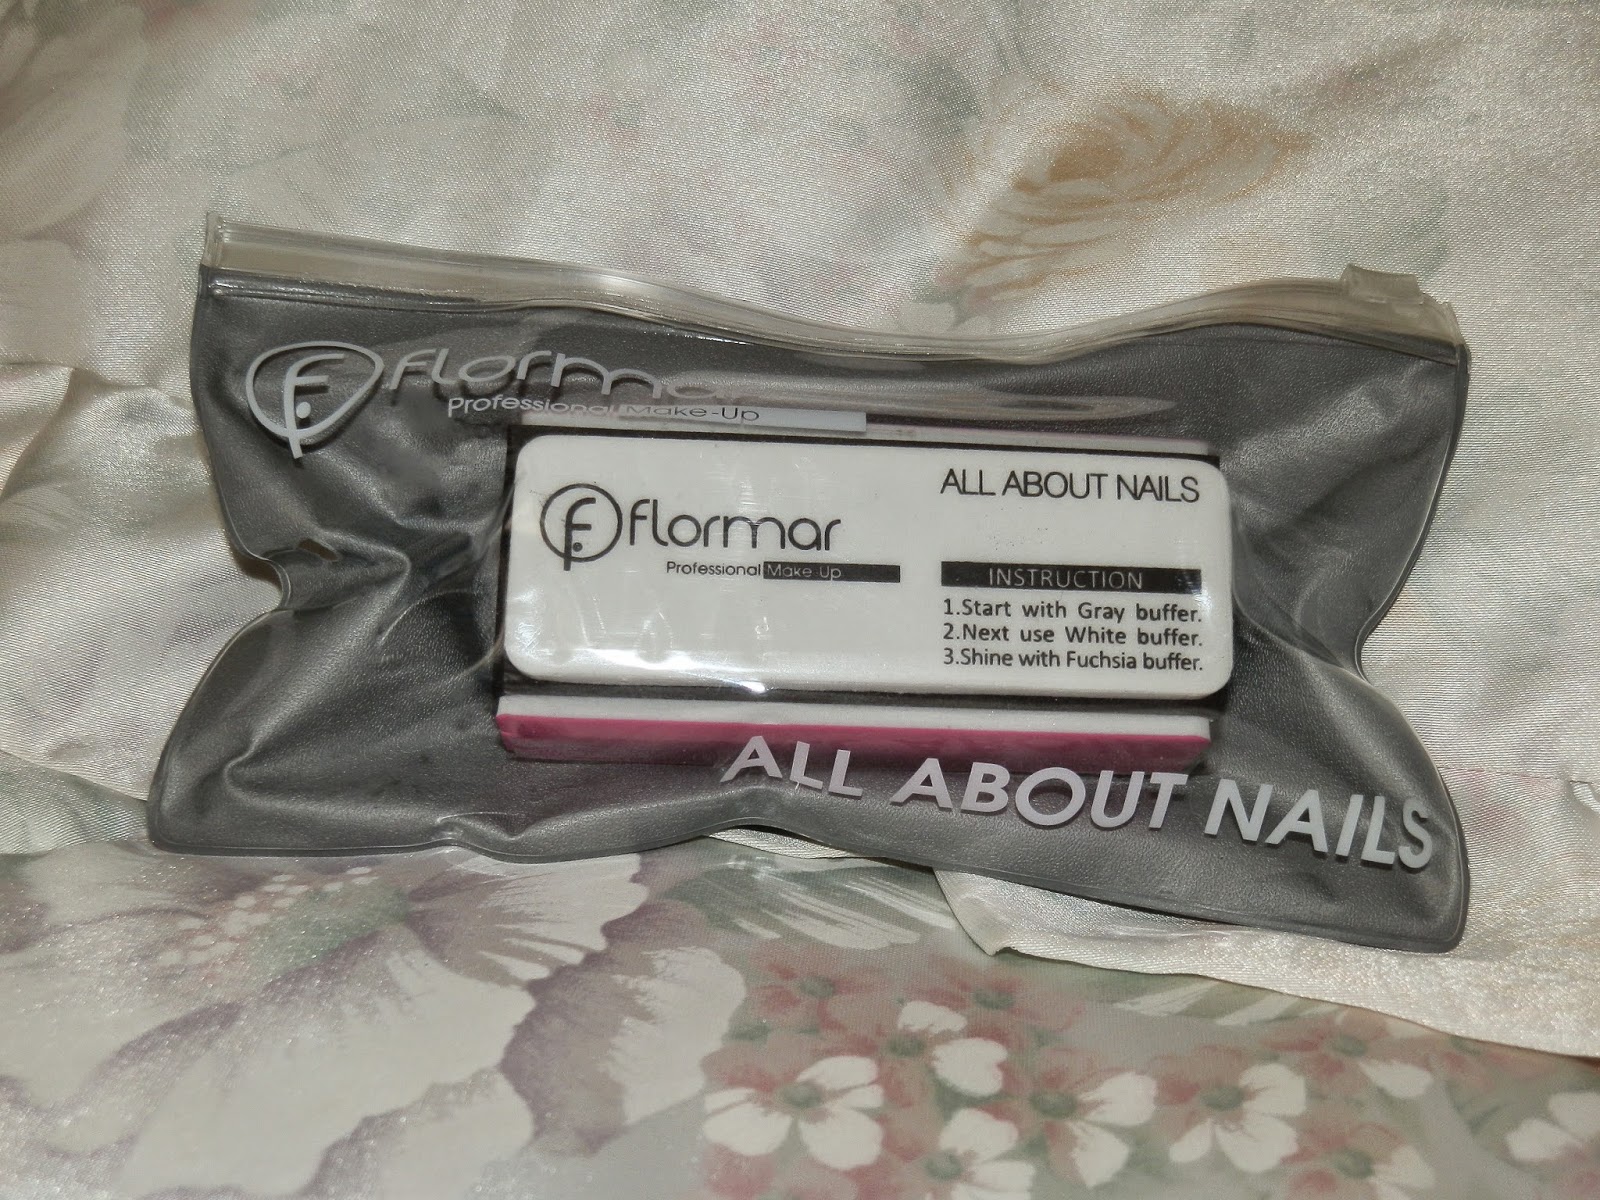 flormar
Professional Make-Up
ALL ABOUT NAILS
flormar
Professional Make-Up
INSTRUCTION
1.Start with Gray buffer.
2.Next use White buffer.
3.Shine with Fuchsia buffer.
ALL ABOUT NAILS